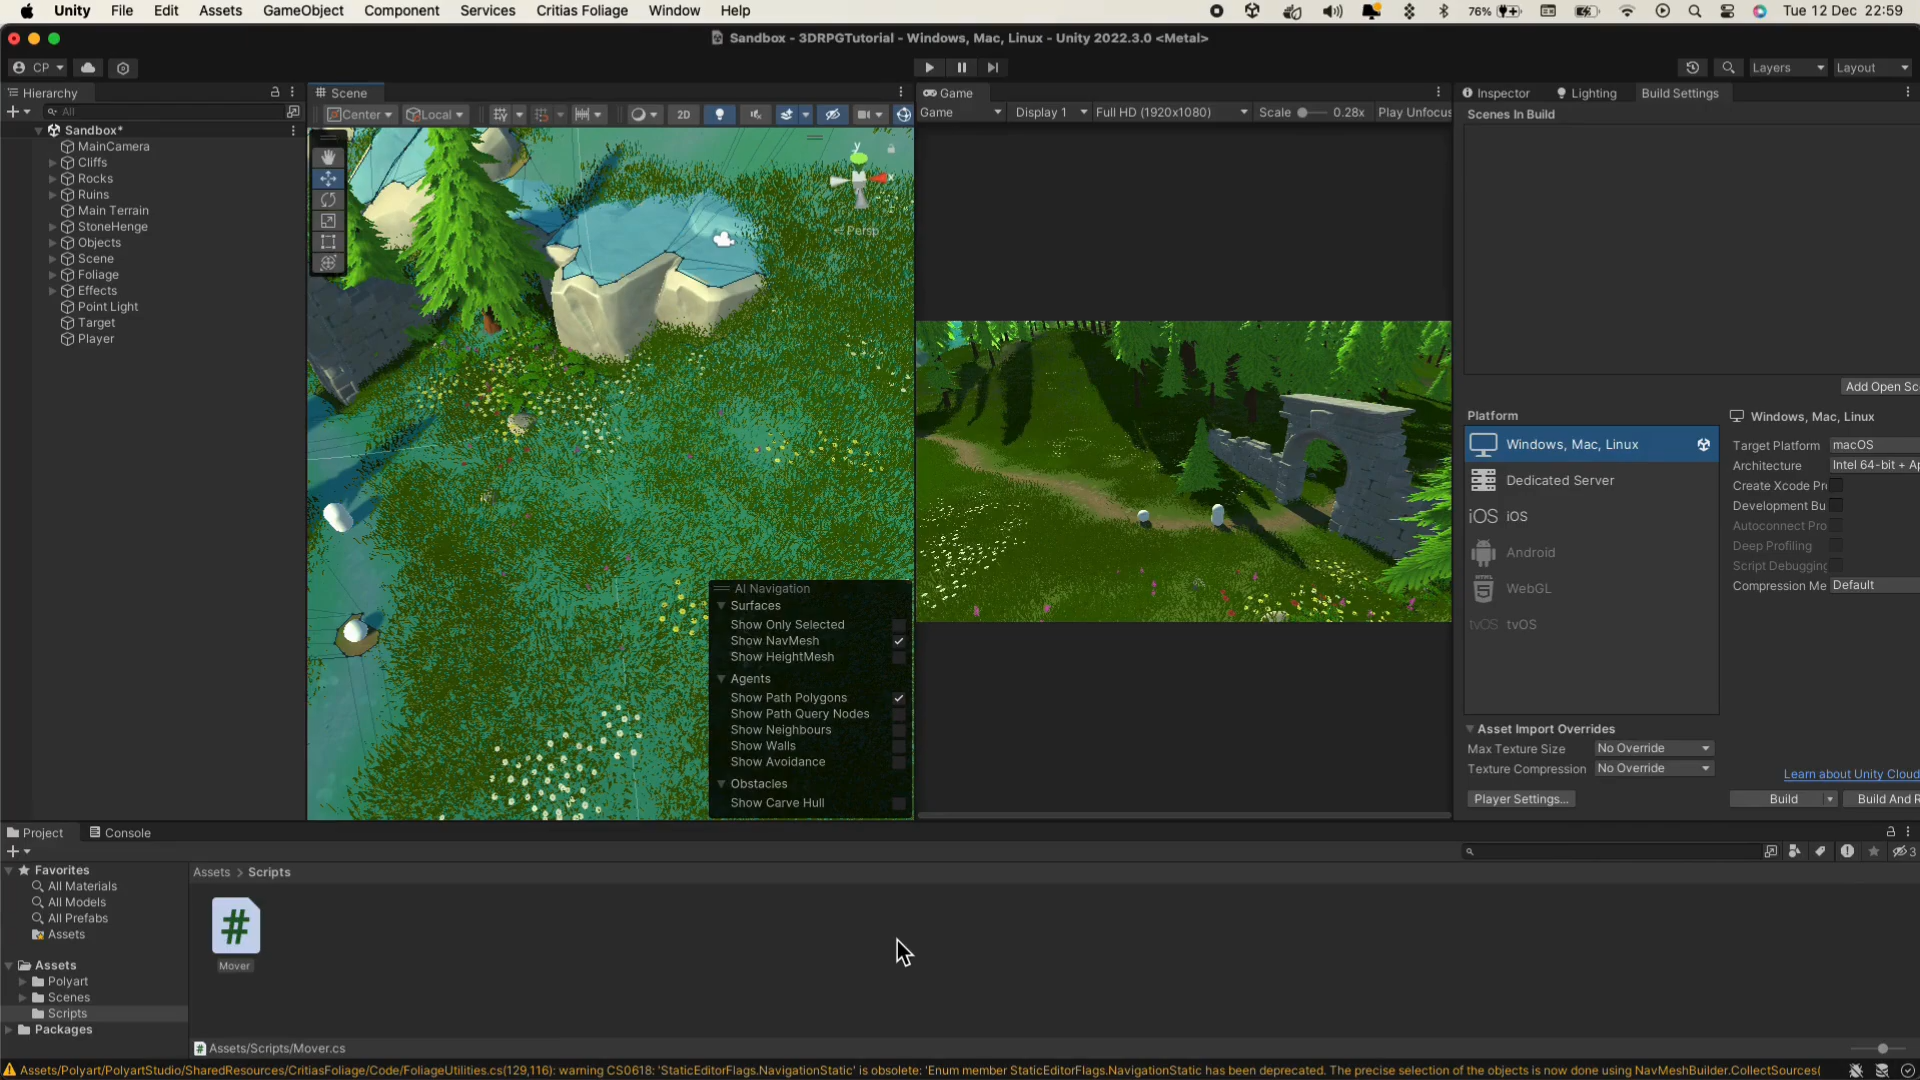 Unity File Edit Assets GameObject Component Services Critias Foliage Window Help 76% Tue 12 Dec 22:59
Sandbox - 3DRPGTutorial - Windows, Mac, Linux - Unity 2022.3.0 <Metal>
CP Layers Layout
Hierarchy
All
Sandbox*
MainCamera
Cliffs
Rocks
Ruins
Main Terrain
StoneHenge
Objects
Scene
Foliage
Effects
Point Light
Target
Player
Scene
Center Local 2D
y
x
Persp
AI Navigation
Surfaces
Show Only Selected
Show NavMesh
Show HeightMesh
Agents
Show Path Polygons
Show Path Query Nodes
Show Neighbours
Show Walls
Show Avoidance
Obstacles
Show Carve Hull
Game
Game Display 1 Full HD (1920x1080) Scale 0.28x Play Unfocus
Inspector Lighting Build Settings
Scenes In Build
Add Open Sc
Platform
Windows, Mac, Linux
Dedicated Server
iOS iOS
Android
WebGL
tvOS tvOS
Windows, Mac, Linux
Target Platform macOS
Architecture Intel 64-bit + Ap
Create Xcode Pr
Development Bu
Autoconnect Pro
Deep Profiling
Script Debugging
Compression Me Default
Asset Import Overrides
Max Texture Size No Override
Texture Compression No Override
Learn about Unity Cloud
Player Settings... Build Build And R
Project Console
3
Favorites
All Materials
All Models
All Prefabs
Assets
Assets
Polyart
Scenes
Scripts
Packages
Assets > Scripts
#
Mover
Assets/Scripts/Mover.cs
Assets/Polyart/PolyartStudio/SharedResources/CritiasFoliage/Code/FoliageUtilities.cs(129,116): warning CS0618: 'StaticEditorFlags.NavigationStatic' is obsolete: 'Enum member StaticEditorFlags.NavigationStatic has been deprecated. The precise selection of the objects is now done using NavMeshBuilder.CollectSources(